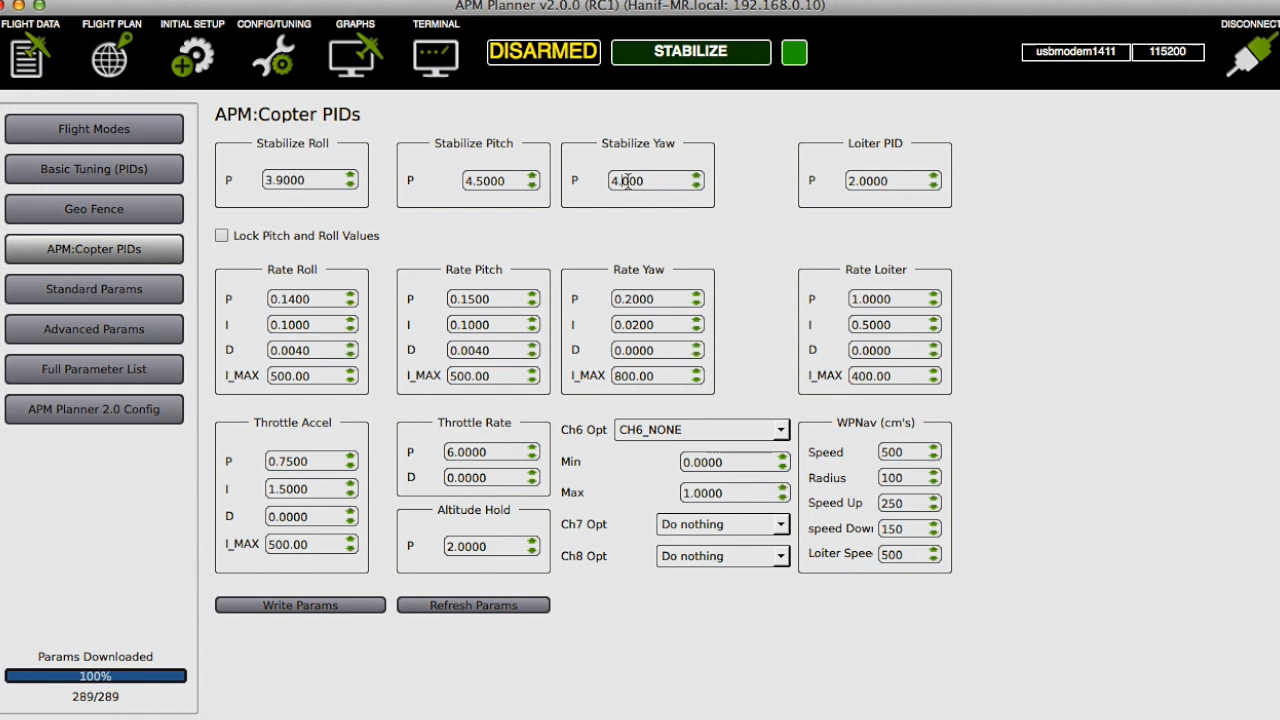 APM Planner v2.0.0 (RC1) (Hanif-MR.local: 192.168.0.10)
FLIGHT DATA FLIGHT PLAN INITIAL SETUP CONFIG/TUNING GRAPHS TERMINAL DISCONNECT
DISARMED STABILIZE usbmodem1411 115200
APM:Copter PIDs
Flight Modes
Basic Tuning (PIDs)
Geo Fence
APM:Copter PIDs
Standard Params
Advanced Params
Full Parameter List
APM Planner 2.0 Config
Params Downloaded
100%
289/289
Stabilize Roll Stabilize Pitch Stabilize Yaw Loiter PID
P 3.9000 P 4.5000 P P 2.0000
Lock Pitch and Roll Values
Rate Roll Rate Pitch Rate Yaw Rate Loiter
P 0.1400 P 0.1500 P 0.2000 P 1.0000
I 0.1000 I 0.1000 I 0.0200 I 0.5000
D 0.0040 D 0.0040 D 0.0000 D 0.0000
I_MAX 500.00 I_MAX 500.00 I_MAX 800.00 I_MAX 400.00
Throttle Accel
P 0.7500
I 1.5000
D 0.0000
I_MAX 500.00
Throttle Rate
P 6.0000
D 0.0000
Altitude Hold
P 2.0000
Ch6 Opt CH6_NONE
Min 0.0000
Max 1.0000
Ch7 Opt Do nothing
Ch8 Opt Do nothing
WPNav (cm's)
Speed 500
Radius 100
Speed Up 250
speed Dow 150
Loiter Spee 500
Write Params Refresh Params